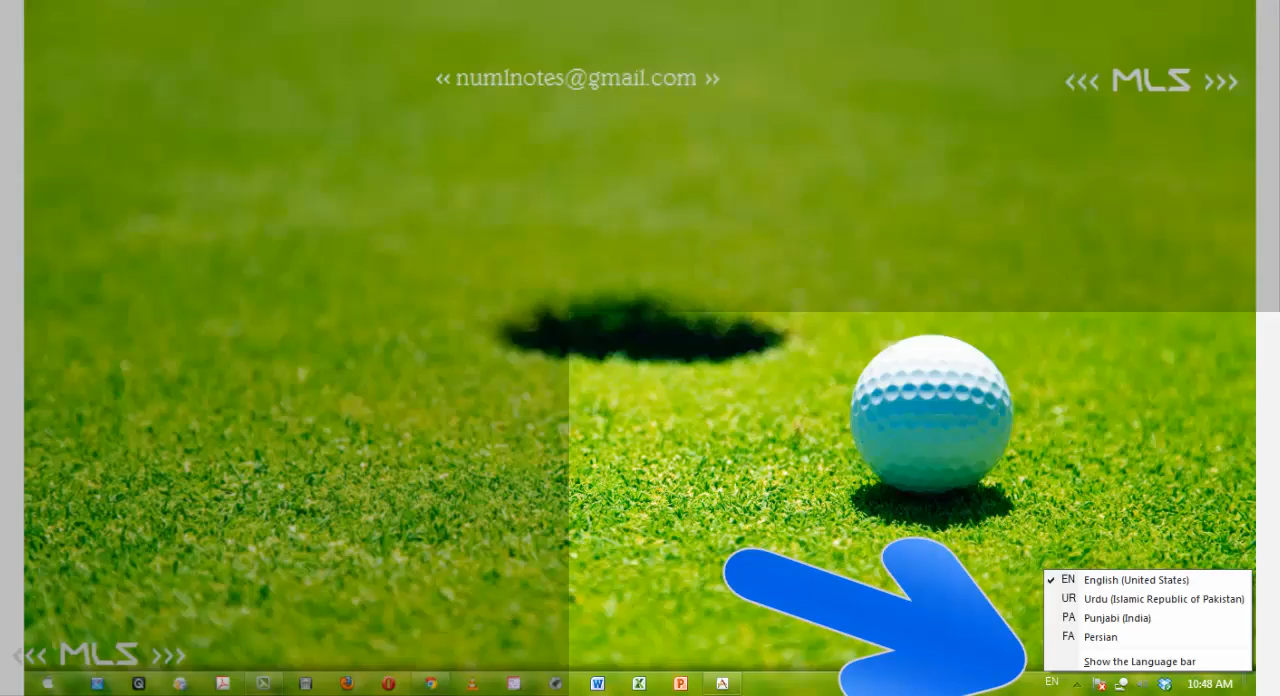 ‹‹ num1notes@gmail.com ››
‹‹‹ MLS ›››
EN English (United States)
UR Urdu (Islamic Republic of Pakistan)
PA Punjabi (India)
FA Persian
Show the Language bar
‹‹‹ MLS ›››
EN
10:48 AM